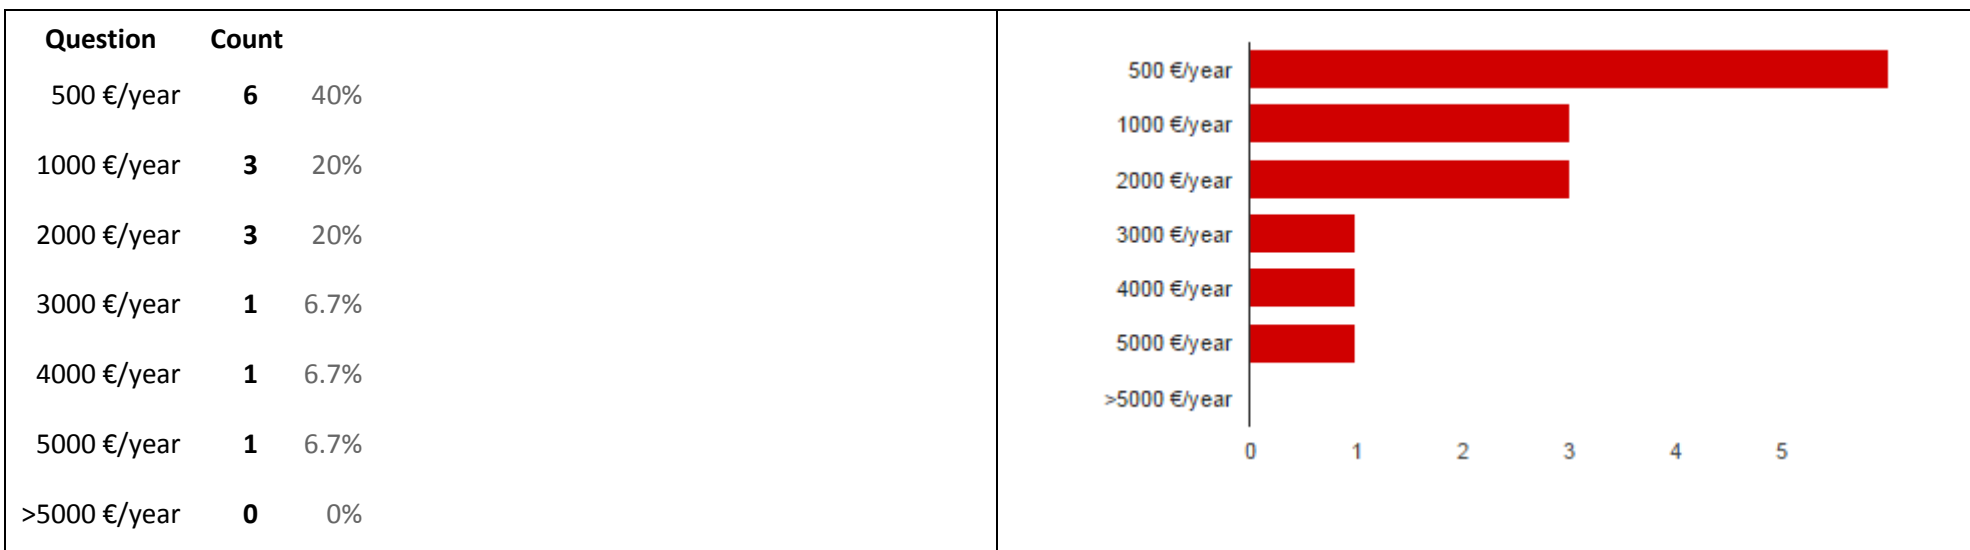 Question Count
500 €/year 6 40%
1000 €/year 3 20%
2000 €/year 3 20%
3000 €/year 1 6.7%
4000 €/year 1 6.7%
5000 €/year 1 6.7%
>5000 €/year 0 0%
500 €/year
1000 €/year
2000 €/year
3000 €/year
4000 €/year
5000 €/year
>5000 €/year
0 1 2 3 4 5